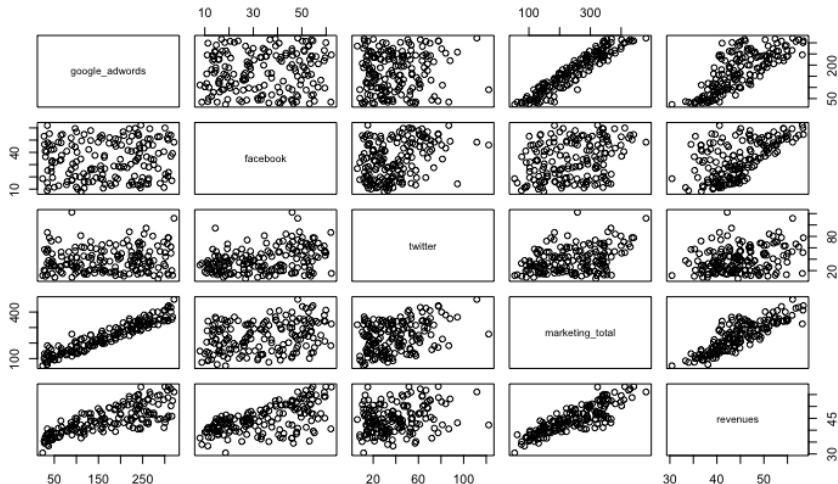 10 30 50 100 300
google_adwords
50 200
10 40
facebook
twitter
20 80
100 400
marketing_total
revenues
30 45
50 150 250 20 60 100 30 40 50